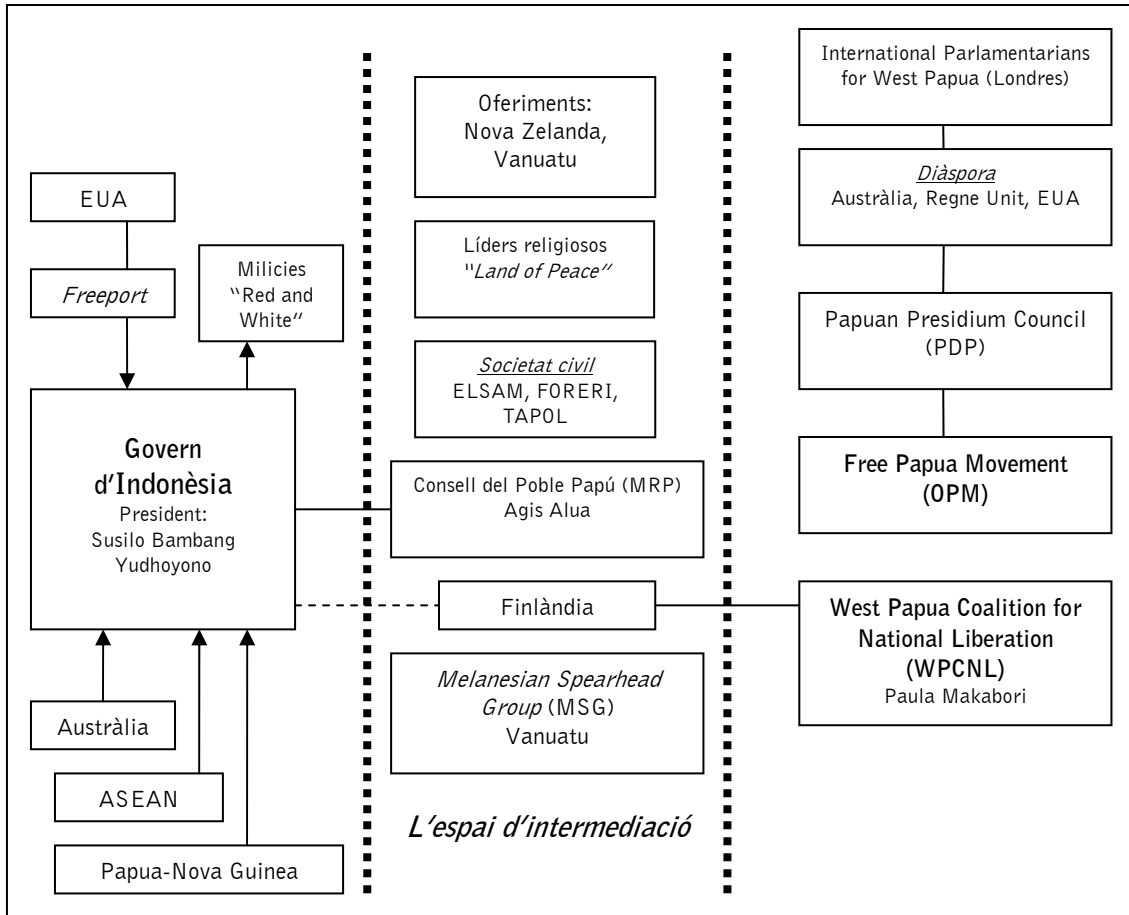 EUA
Freeport
Milícies
“Red and
White”
Govern
d'Indonèsia
President:
Susilo Bambang
Yudhoyono
Austràlia
ASEAN
Papua-Nova Guinea
Oferiments:
Nova Zelanda,
Vanuatu
Líders religiosos
“Land of Peace”
Societat civil
ELSAM, FORERI,
TAPOL
Consell del Poble Papú (MRP)
Agis Alua
Finlàndia
Melanesian Spearhead
Group (MSG)
Vanuatu
L'espai d'intermediació
International Parlamentarians
for West Papua (Londres)
Diàspora
Austràlia, Regne Unit, EUA
Papuan Presidium Council
(PDP)
Free Papua Movement
(OPM)
West Papua Coalition for
National Liberation
(WPCNL)
Paula Makabori